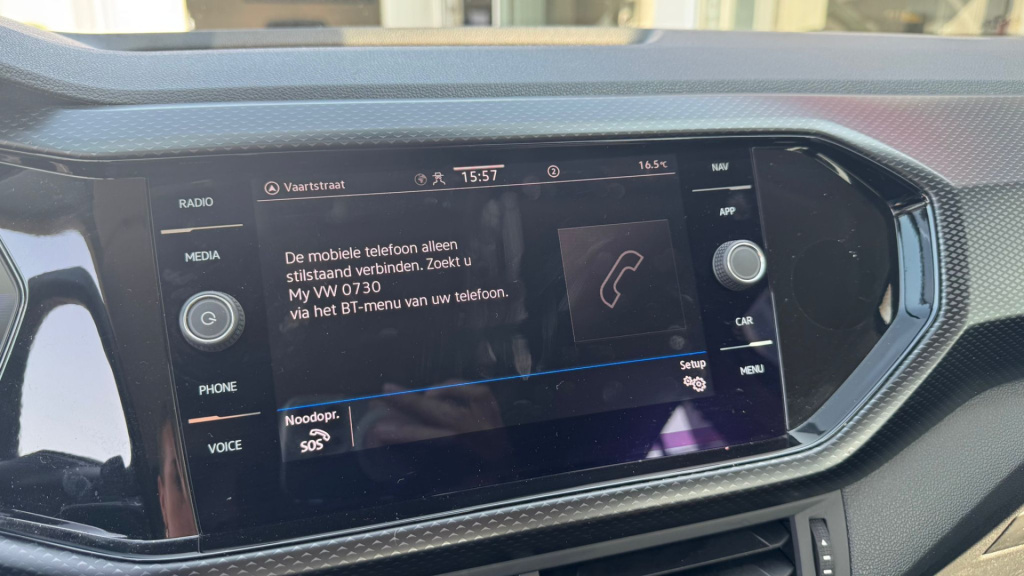 RADIO
MEDIA
PHONE
VOICE
Vaartstraat
15:57
2
16.5°C
De mobiele telefoon alleen
stilstaand verbinden. Zoekt u
My VW 0730
via het BT-menu van uw telefoon.
Noodopr.
SOS
Setup
NAV
APP
CAR
MENU